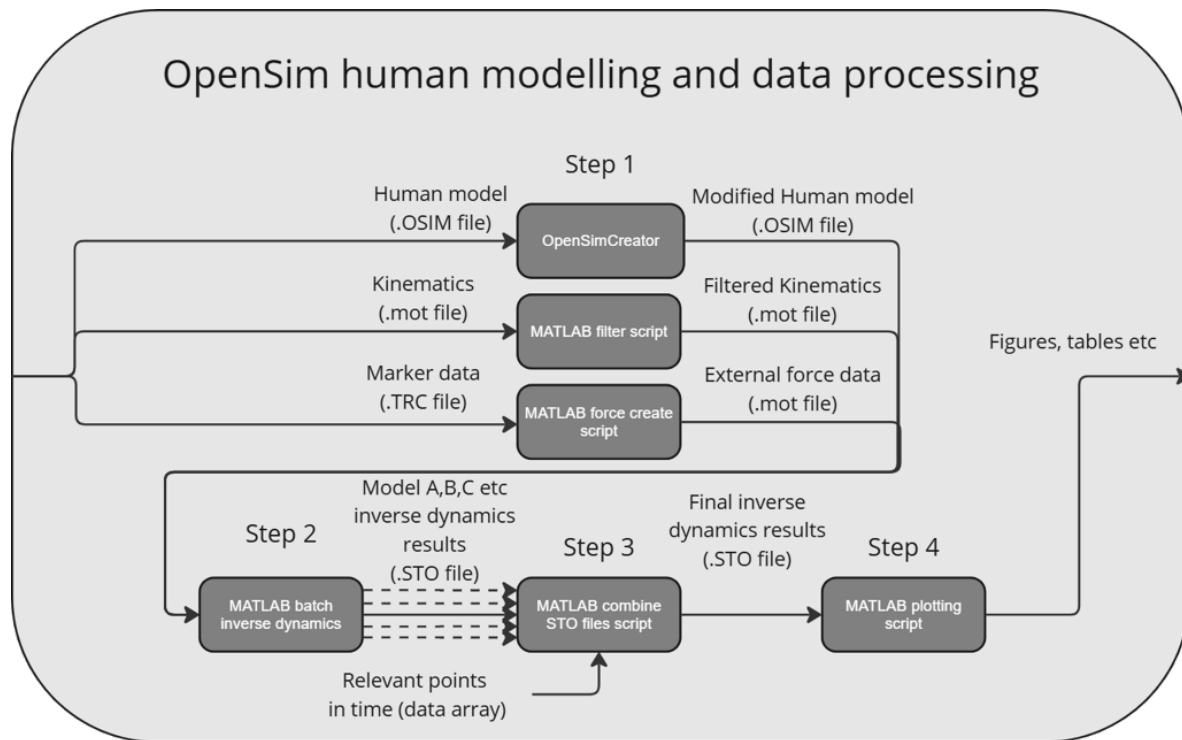 OpenSim human modelling and data processing
Step 1
Human model
(.OSIM file)
OpenSimCreator
Modified Human model
(.OSIM file)
Kinematics
(.mot file)
MATLAB filter script
Filtered Kinematics
(.mot file)
Marker data
(.TRC file)
MATLAB force create
script
External force data
(.mot file)
Figures, tables etc
Step 2
MATLAB batch
inverse dynamics
Model A,B,C etc
inverse dynamics
results
(.STO file)
Step 3
MATLAB combine
STO files script
Relevant points
in time (data array)
Final inverse
dynamics results
(.STO file)
Step 4
MATLAB plotting
script